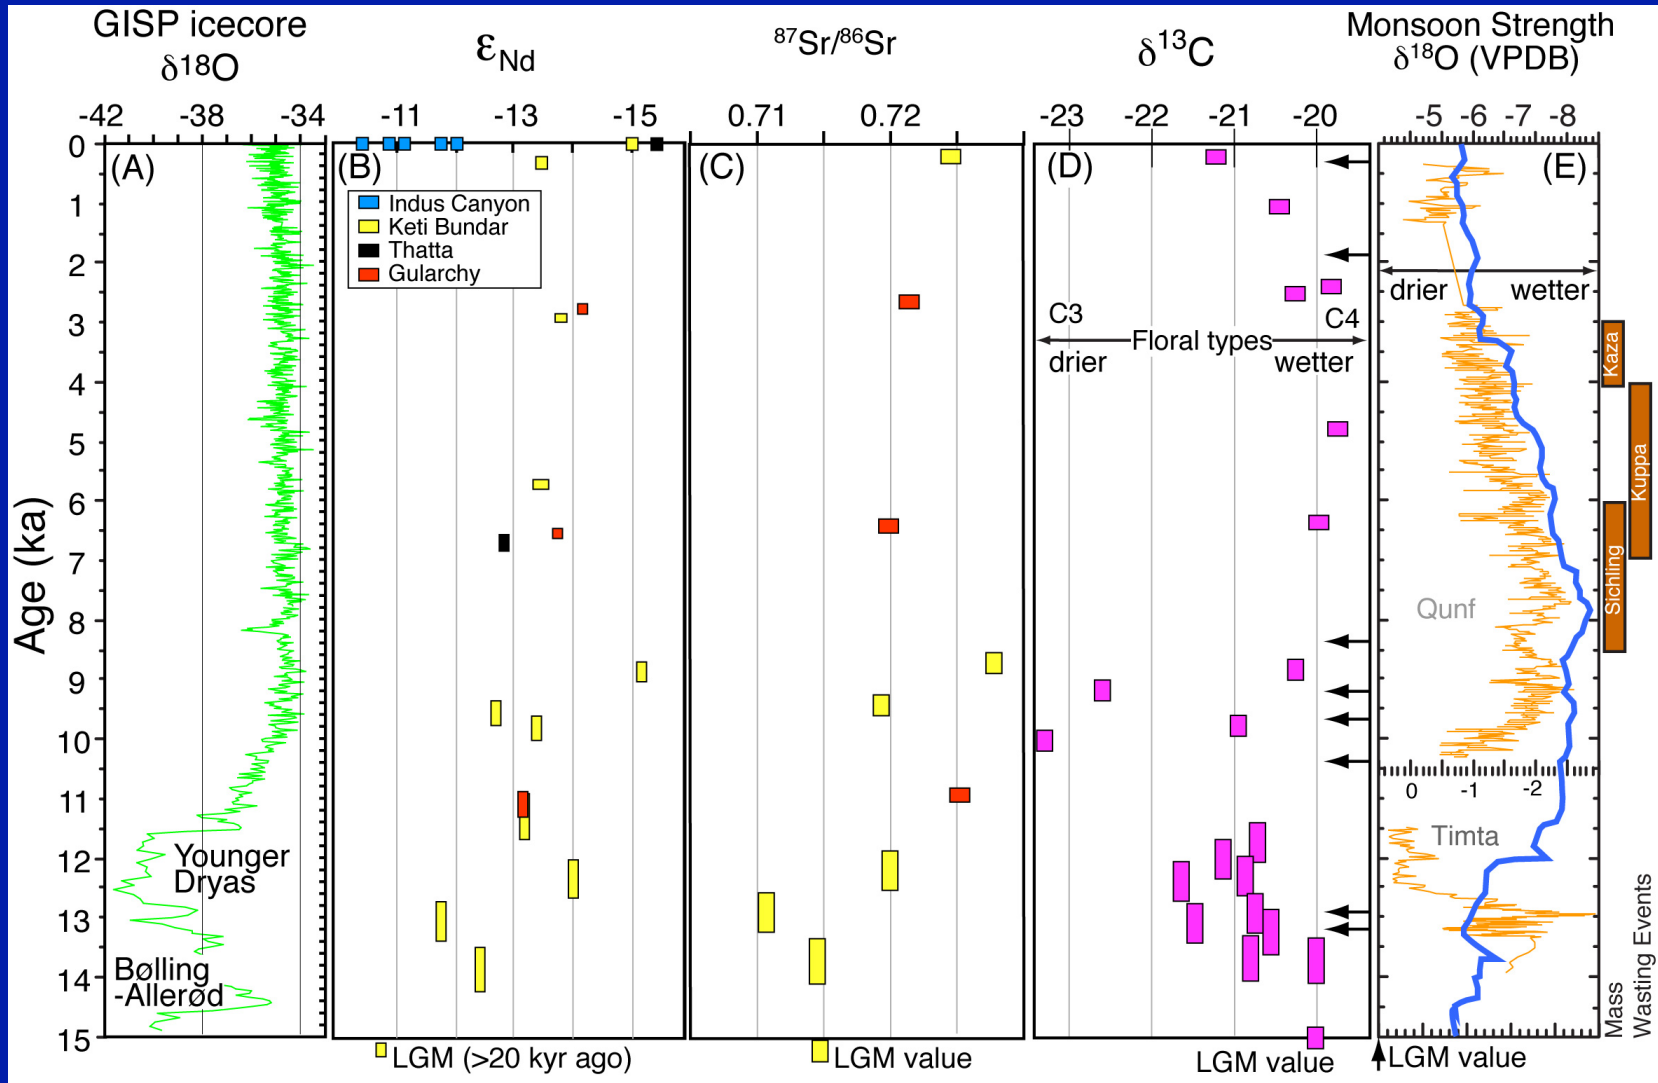 GISP icecore
δ18O
εNd
87Sr/86Sr
δ13C
Monsoon Strength
δ18O (VPDB)
-42 -38 -34
-11 -13 -15
0.71 0.72
-23 -22 -21 -20
-5 -6 -7 -8
(A)
(B)
(C)
(D)
(E)
Age (ka)
0
1
2
3
4
5
6
7
8
9
10
11
12
13
14
15
Indus Canyon
Keti Bundar
Thatta
Gularchy
C3
C4
Floral types
drier
wetter
drier
wetter
Kaza
Kuppa
Sichling
Qunf
0 -1 -2
Timta
Younger
Dryas
Bølling
-Allerød
Mass
Wasting Events
LGM (>20 kyr ago)
LGM value
LGM value
LGM value